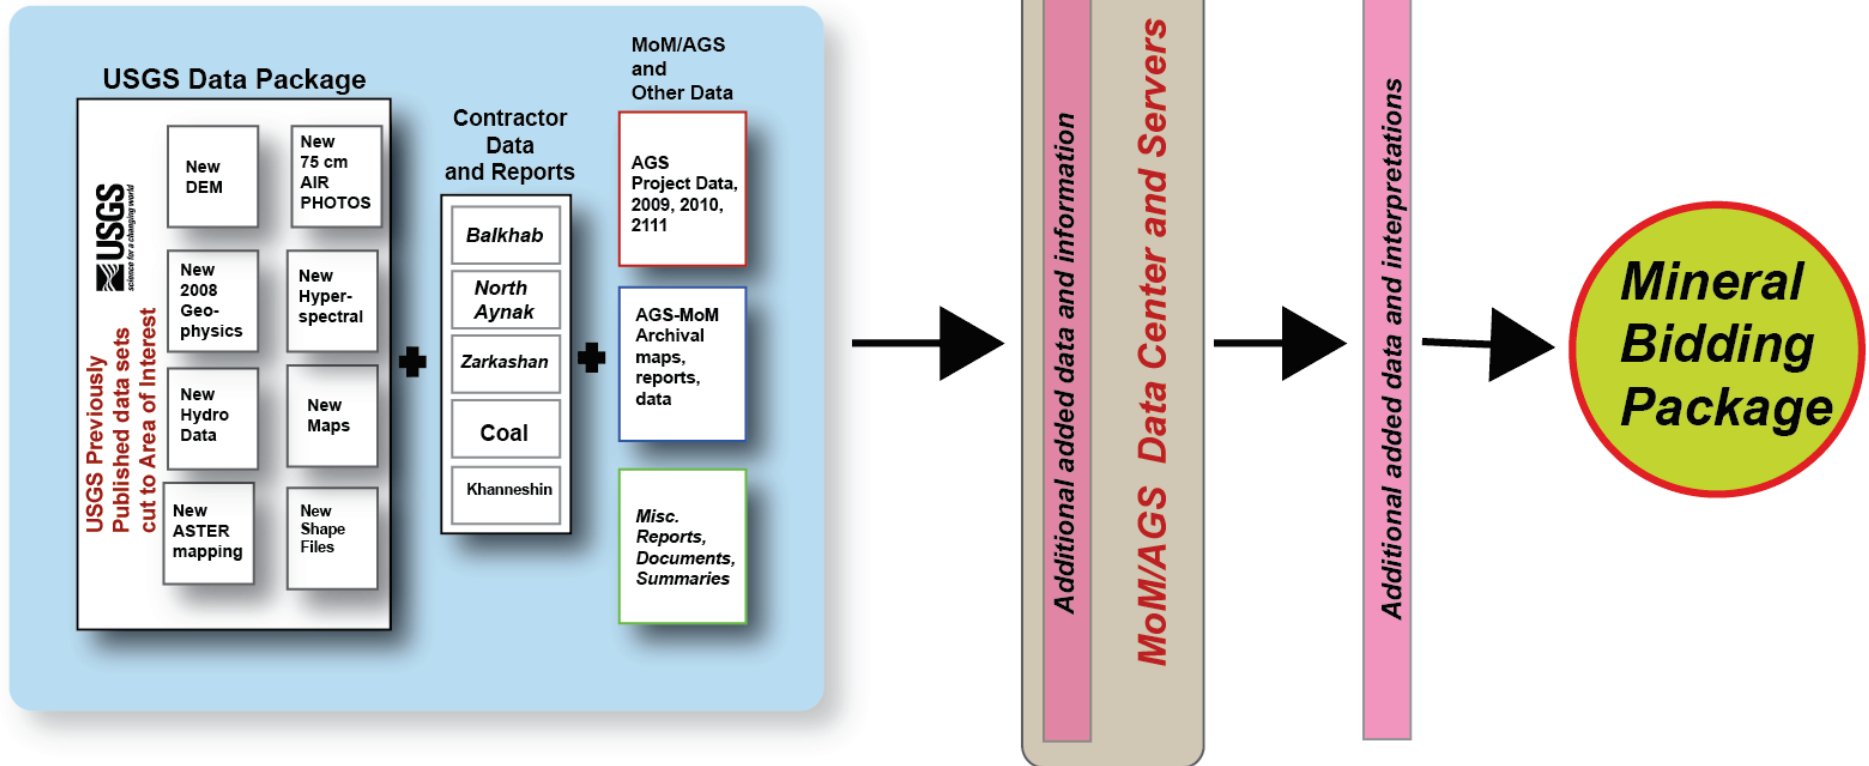 USGS Data Package
New
DEM
New
75 cm
AIR
PHOTOS
USGS
science for a changing world
New
2008
Geo-
physics
New
Hyper-
spectral
USGS Previously
Published data sets
cut to Area of Interest
New
Hydro
Data
New
Maps
New
ASTER
mapping
New
Shape
Files
Contractor
Data
and Reports
Balkhab
North
Aynak
Zarkashan
Coal
Khanneshin
MoM/AGS
and
Other Data
AGS
Project Data,
2009, 2010,
2111
AGS-MoM
Archival
maps,
reports,
data
Misc.
Reports,
Documents,
Summaries
Additional added data and information
MoM/AGS Data Center and Servers
Additional added data and interpretations
Mineral
Bidding
Package